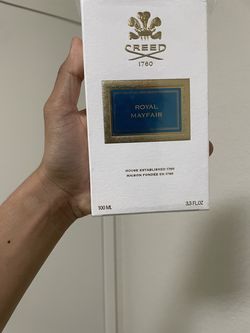 CREED
1760
ROYAL
MAYFAIR
HOUSE ESTABLISHED 1760
MAISON FONDÉE EN 1760
100 ML 3.3 FL.OZ